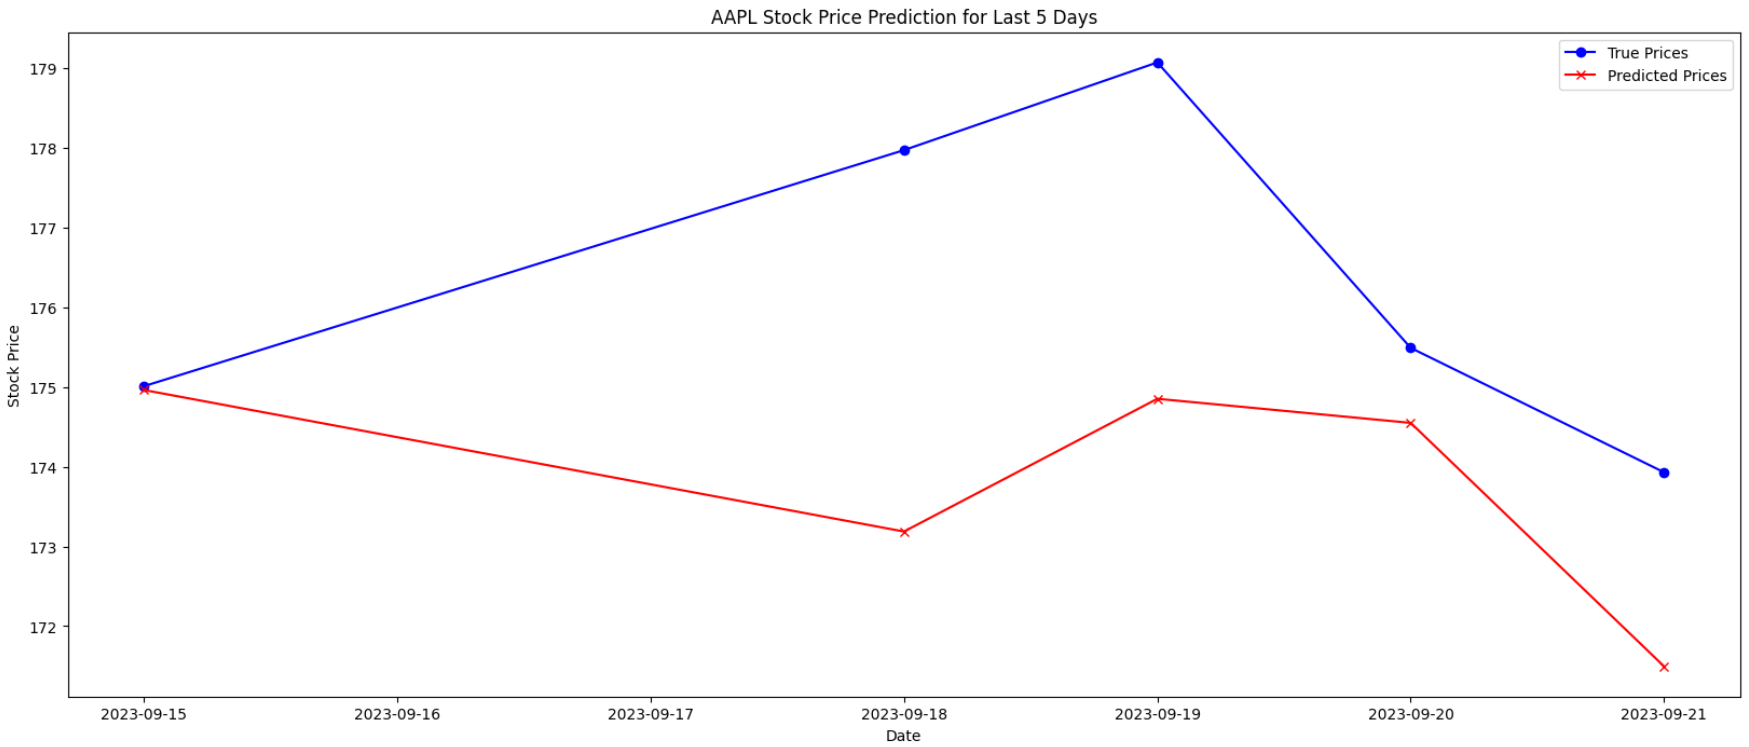 AAPL Stock Price Prediction for Last 5 Days
True Prices
Predicted Prices
179
178
177
176
175
174
173
172
Stock Price
2023-09-15 2023-09-16 2023-09-17 2023-09-18 2023-09-19 2023-09-20 2023-09-21
Date